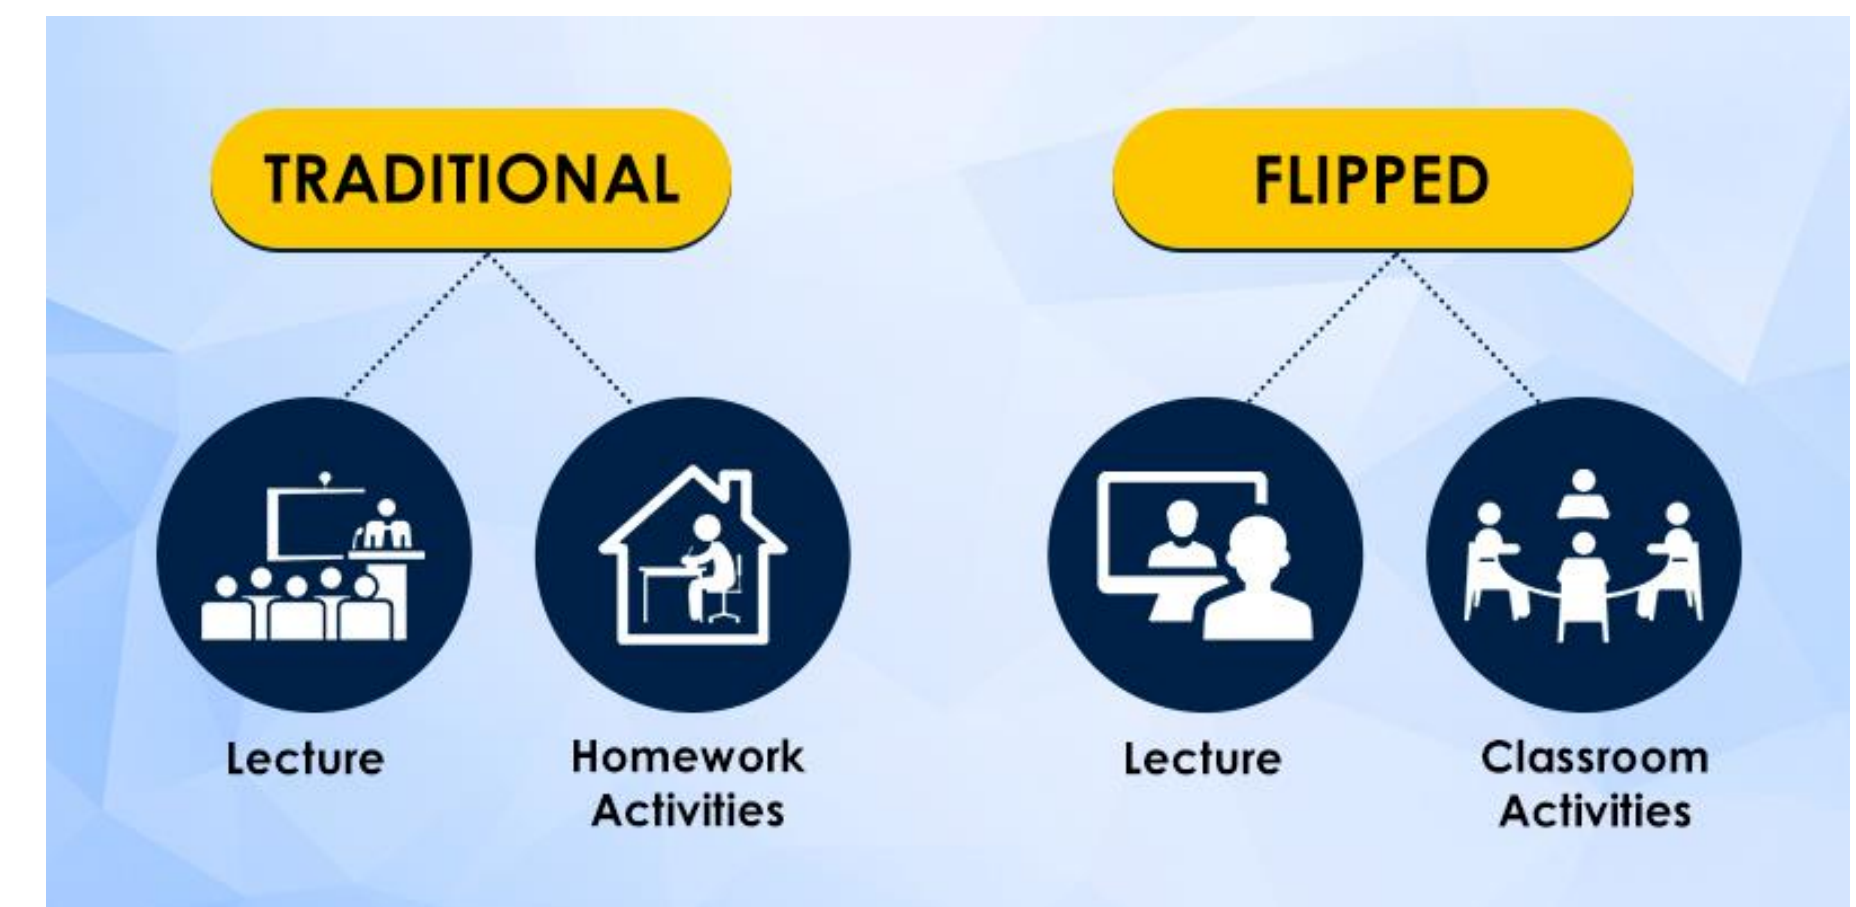 TRADITIONAL
Lecture
Homework
Activities
FLIPPED
Lecture
Classroom
Activities